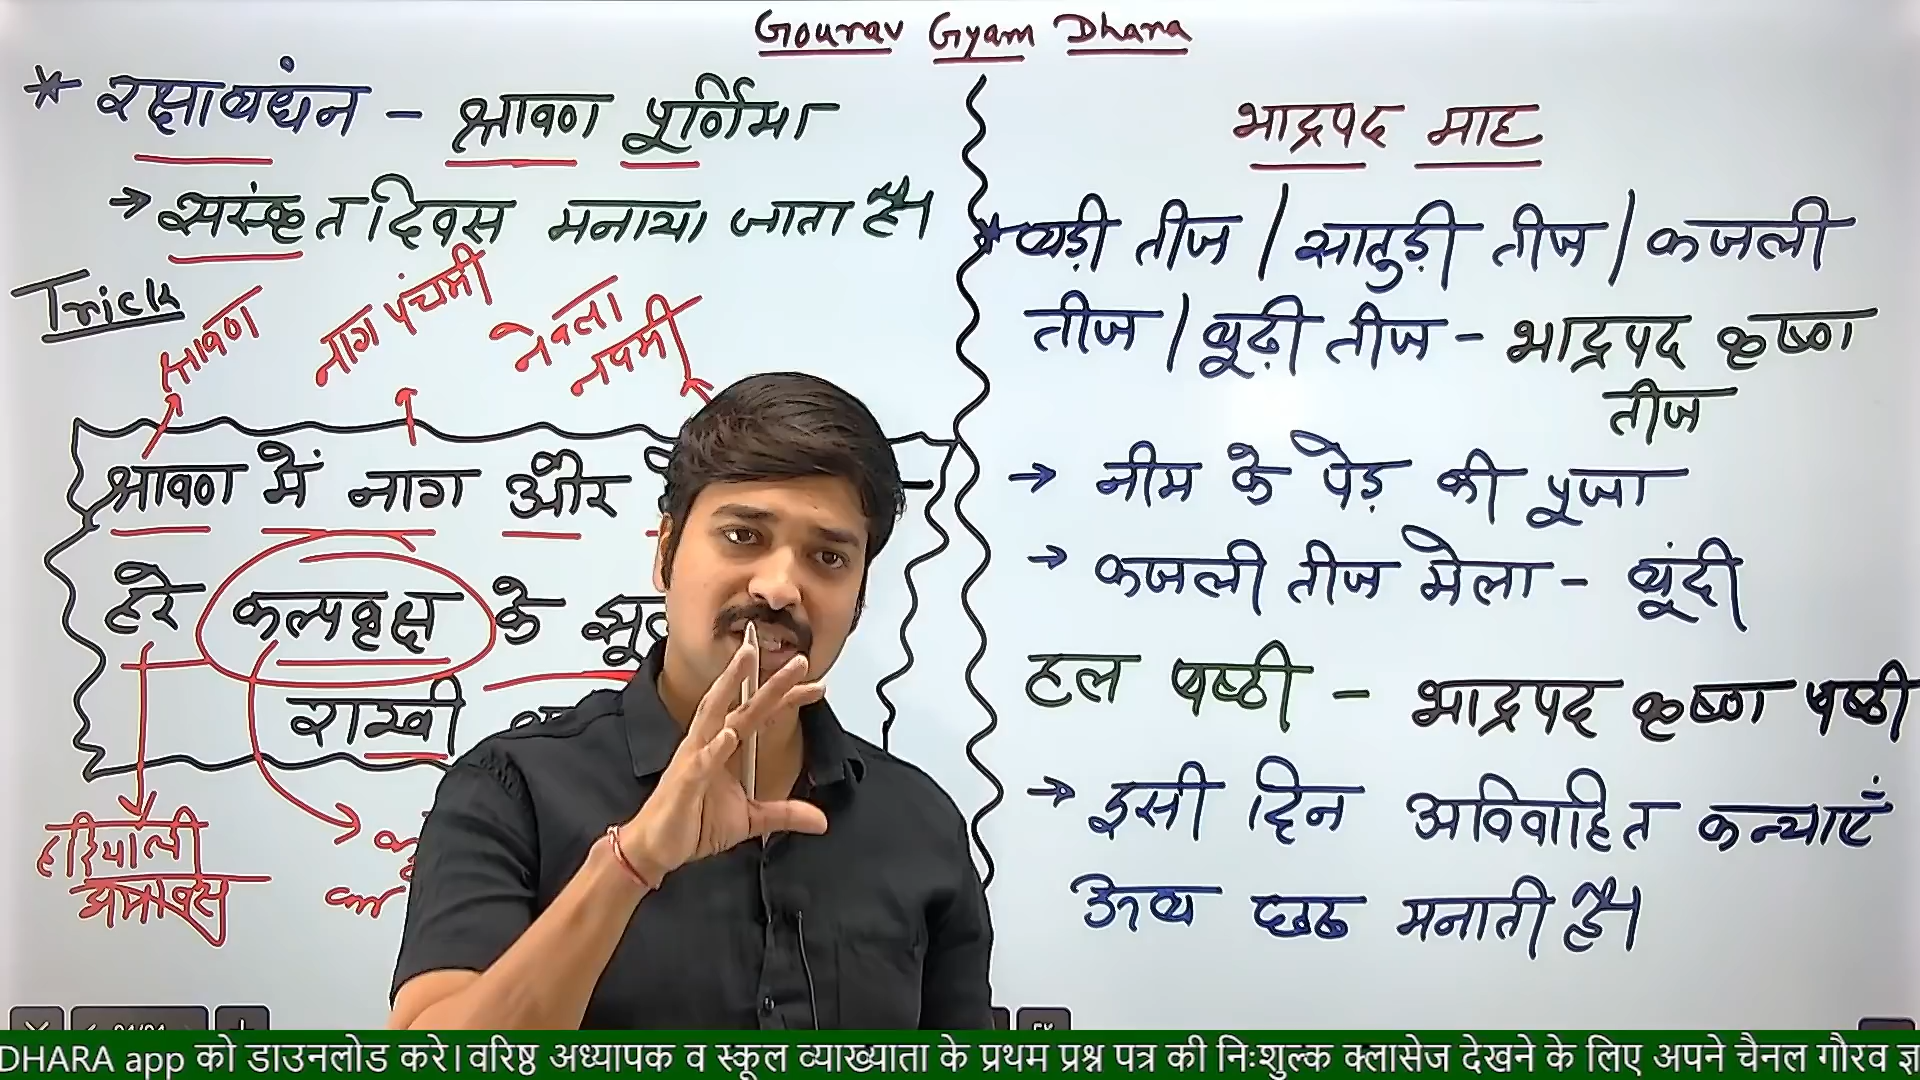 Gourav Gyam Dhara
* रक्षाबधंन - श्रावण पूर्णिमा
→ संस्कृत दिवस मनाया जाता है।
Trick
श्रावण
नाग पंचमी
नेवला
नवमी
श्रावण में नाग और
हरे कल्पवृक्ष के
राखी
हरियाली
अमावस
भाद्रपद माह
* बड़ी तीज / सातुड़ी तीज / कजली
तीज / बूढ़ी तीज - भाद्रपद कृष्ण
तीज
→ नीम के पेड़ की पूजा
→ कजली तीज मेला - बूंदी
हल षष्ठी - भाद्रपद कृष्ण षष्ठी
→ इसी दिन अविवाहित कन्याएँ
ऊब छठ मनाती है।
DHARA app को डाउनलोड करे। वरिष्ठ अध्यापक व स्कूल व्याख्याता के प्रथम प्रश्न पत्र की निःशुल्क क्लासेज देखने के लिए अपने चैनल गौरव ज्ञ